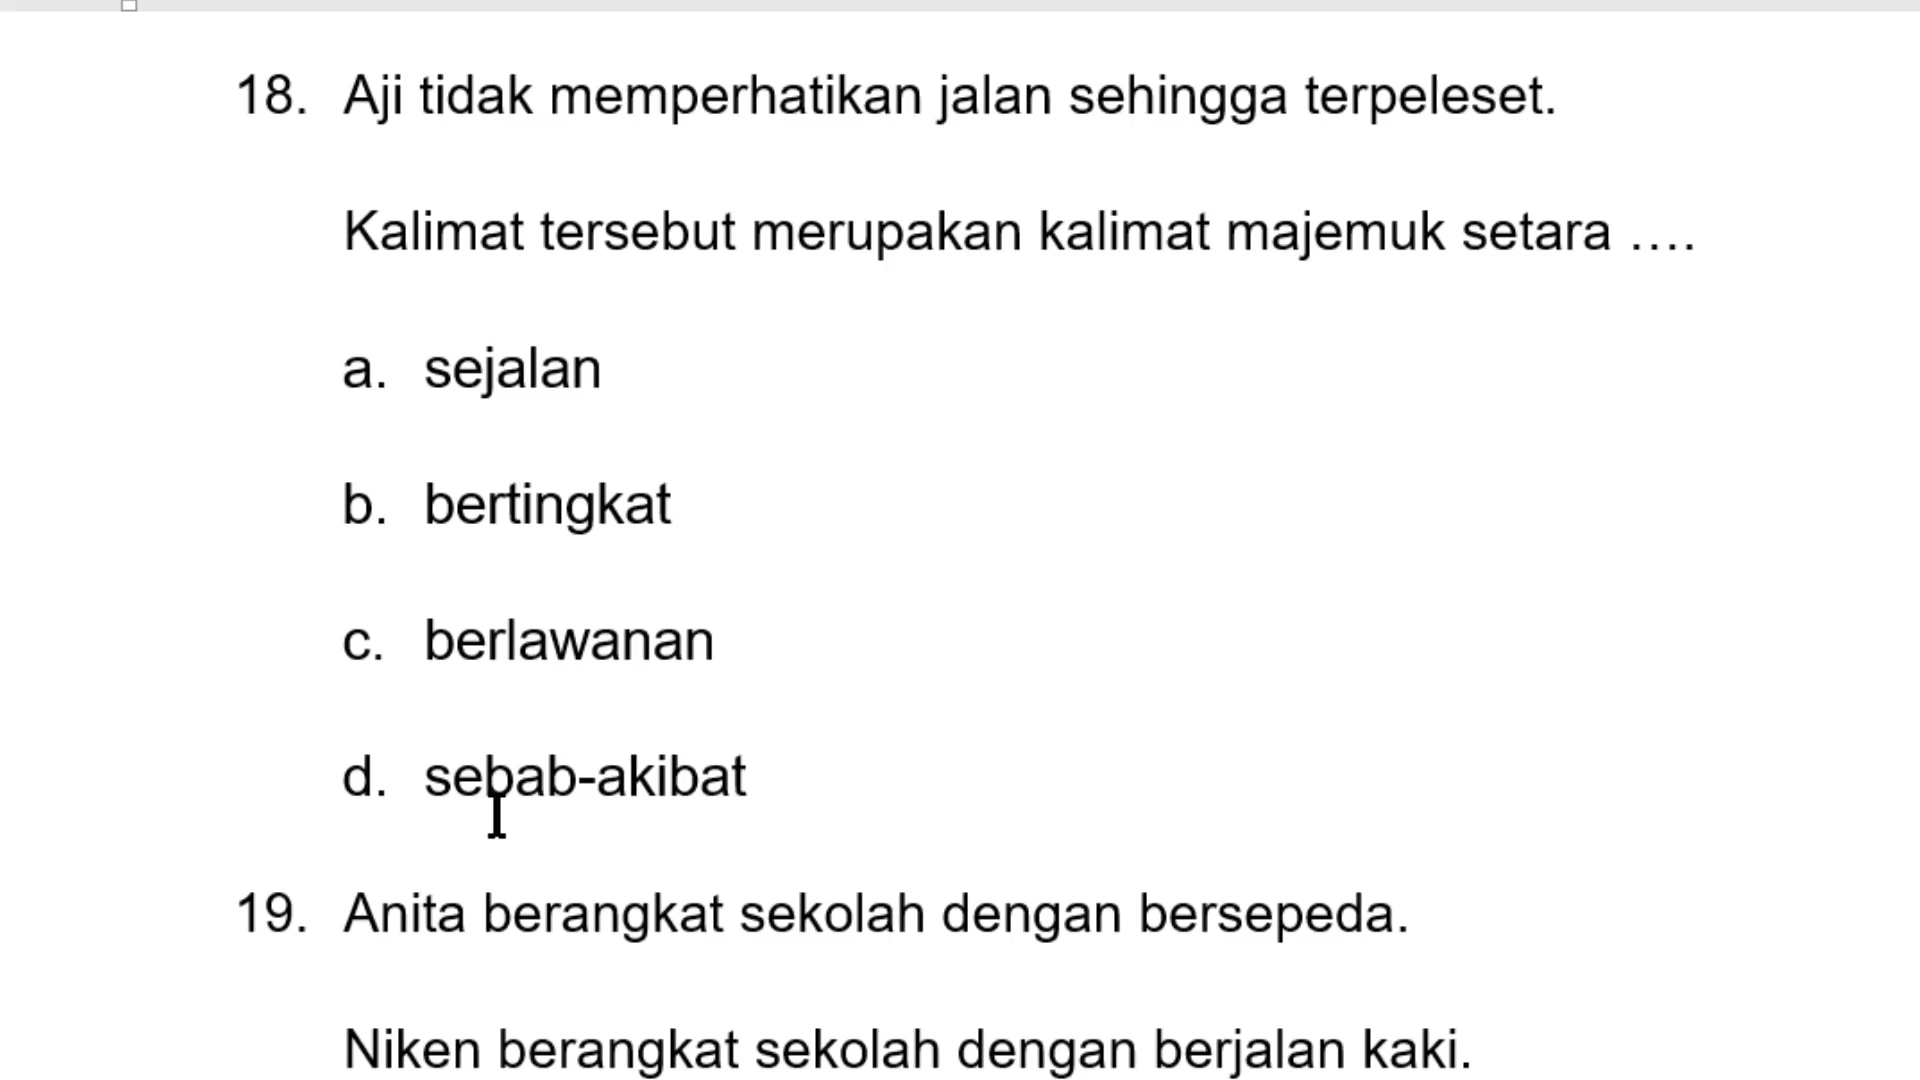 18. Aji tidak memperhatikan jalan sehingga terpeleset.
Kalimat tersebut merupakan kalimat majemuk setara ....
a. sejalan
b. bertingkat
c. berlawanan
d. sebab-akibat
19. Anita berangkat sekolah dengan bersepeda.
Niken berangkat sekolah dengan berjalan kaki.